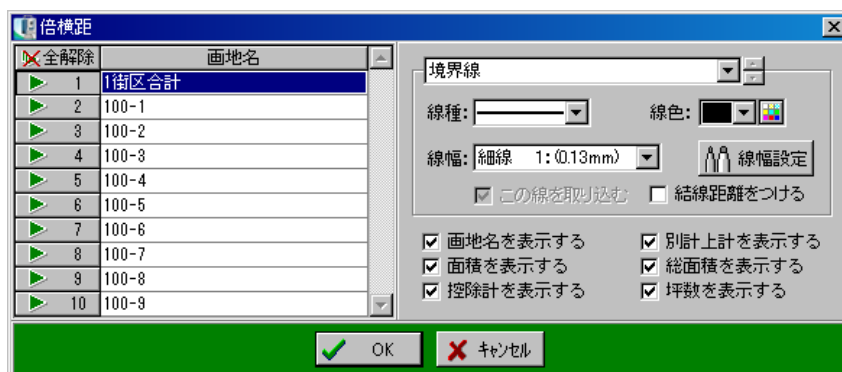 倍横距
全解除 画地名
1 1街区合計
2 100-1
3 100-2
4 100-3
5 100-4
6 100-5
7 100-6
8 100-7
9 100-8
10 100-9
境界線
線種: 線色:
線幅: 細線 1:(0.13mm) 線幅設定
この線を取り込む 結線距離をつける
画地名を表示する 別計上計を表示する
面積を表示する 総面積を表示する
控除計を表示する 坪数を表示する
OK キャンセル